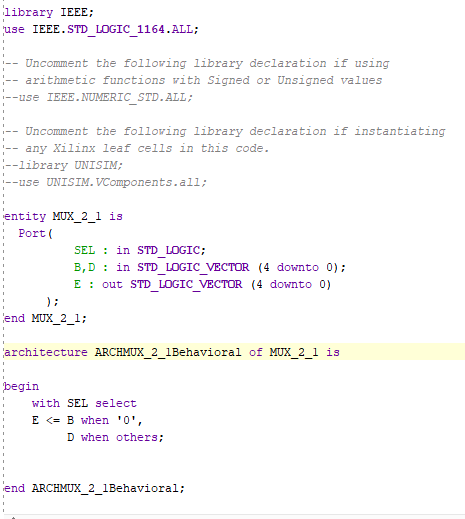 library IEEE;
use IEEE.STD_LOGIC_1164.ALL;
-- Uncomment the following library declaration if using
-- arithmetic functions with Signed or Unsigned values
--use IEEE.NUMERIC_STD.ALL;
-- Uncomment the following library declaration if instantiating
-- any Xilinx leaf cells in this code.
--library UNISIM;
--use UNISIM.VComponents.all;
entity MUX_2_1 is
Port(
SEL : in STD_LOGIC;
B,D : in STD_LOGIC_VECTOR (4 downto 0);
E : out STD_LOGIC_VECTOR (4 downto 0)
);
end MUX_2_1;
architecture ARCHMUX_2_1Behavioral of MUX_2_1 is
begin
with SEL select
E <= B when '0',
D when others;
end ARCHMUX_2_1Behavioral;